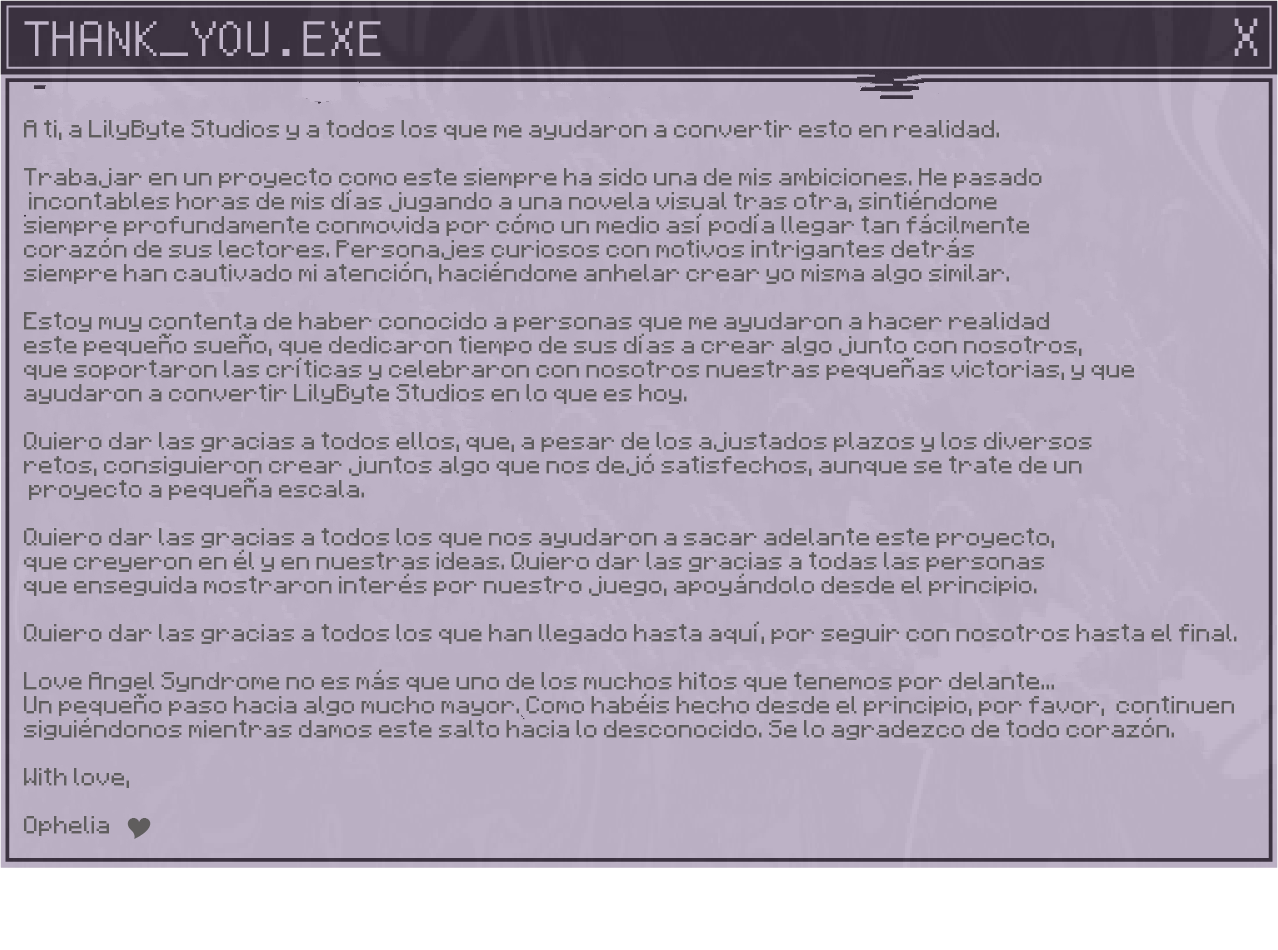 THANK_YOU.EXE X
A ti, a LilyByte Studios y a todos los que me ayudaron a convertir esto en realidad.
Trabajar en un proyecto como este siempre ha sido una de mis ambiciones. He pasado
incontables horas de mis días jugando a una novela visual tras otra, sintiéndome
siempre profundamente conmovida por cómo un medio así podía llegar tan fácilmente
corazón de sus lectores. Personajes curiosos con motivos intrigantes detrás
siempre han cautivado mi atención, haciéndome anhelar crear yo misma algo similar.
Estoy muy contenta de haber conocido a personas que me ayudaron a hacer realidad
este pequeño sueño, que dedicaron tiempo de sus días a crear algo junto con nosotros,
que soportaron las críticas y celebraron con nosotros nuestras pequeñas victorias, y que
ayudaron a convertir LilyByte Studios en lo que es hoy.
Quiero dar las gracias a todos ellos, que, a pesar de los ajustados plazos y los diversos
retos, consiguieron crear juntos algo que nos dejó satisfechos, aunque se trate de un
proyecto a pequeña escala.
Quiero dar las gracias a todos los que nos ayudaron a sacar adelante este proyecto,
que creyeron en él y en nuestras ideas. Quiero dar las gracias a todas las personas
que enseguida mostraron interés por nuestro juego, apoyándolo desde el principio.
Quiero dar las gracias a todos los que han llegado hasta aquí, por seguir con nosotros hasta el final.
Love Angel Syndrome no es más que uno de los muchos hitos que tenemos por delante...
Un pequeño paso hacia algo mucho mayor. Como habéis hecho desde el principio, por favor, continuen
siguiéndonos mientras damos este salto hacia lo desconocido. Se lo agradezco de todo corazón.
With love,
Ophelia ♥